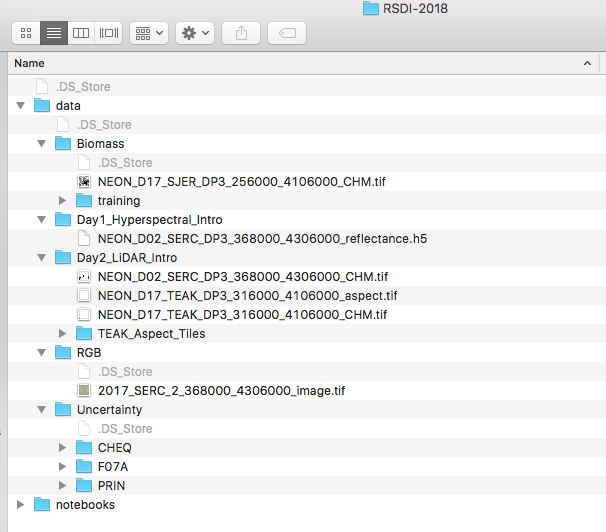 RSDI-2018
Name
.DS_Store
data
.DS_Store
Biomass
.DS_Store
NEON_D17_SJER_DP3_256000_4106000_CHM.tif
training
Day1_Hyperspectral_Intro
NEON_D02_SERC_DP3_368000_4306000_reflectance.h5
Day2_LiDAR_Intro
NEON_D02_SERC_DP3_368000_4306000_CHM.tif
NEON_D17_TEAK_DP3_316000_4106000_aspect.tif
NEON_D17_TEAK_DP3_316000_4106000_CHM.tif
TEAK_Aspect_Tiles
RGB
.DS_Store
2017_SERC_2_368000_4306000_image.tif
Uncertainty
.DS_Store
CHEQ
F07A
PRIN
notebooks